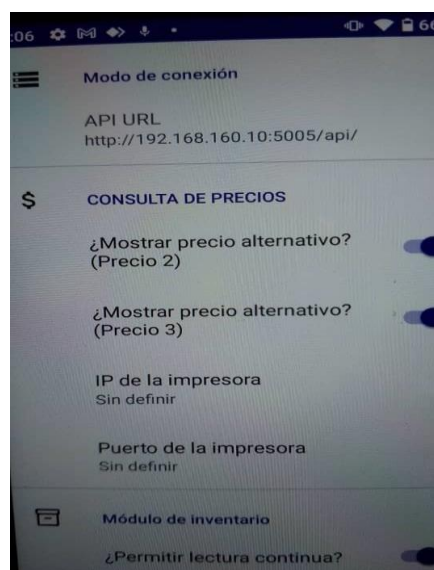 :06
66
Modo de conexión
API URL
http://192.168.160.10:5005/api/
$
CONSULTA DE PRECIOS
¿Mostrar precio alternativo?
(Precio 2)
¿Mostrar precio alternativo?
(Precio 3)
IP de la impresora
Sin definir
Puerto de la impresora
Sin definir
Módulo de inventario
¿Permitir lectura continua?